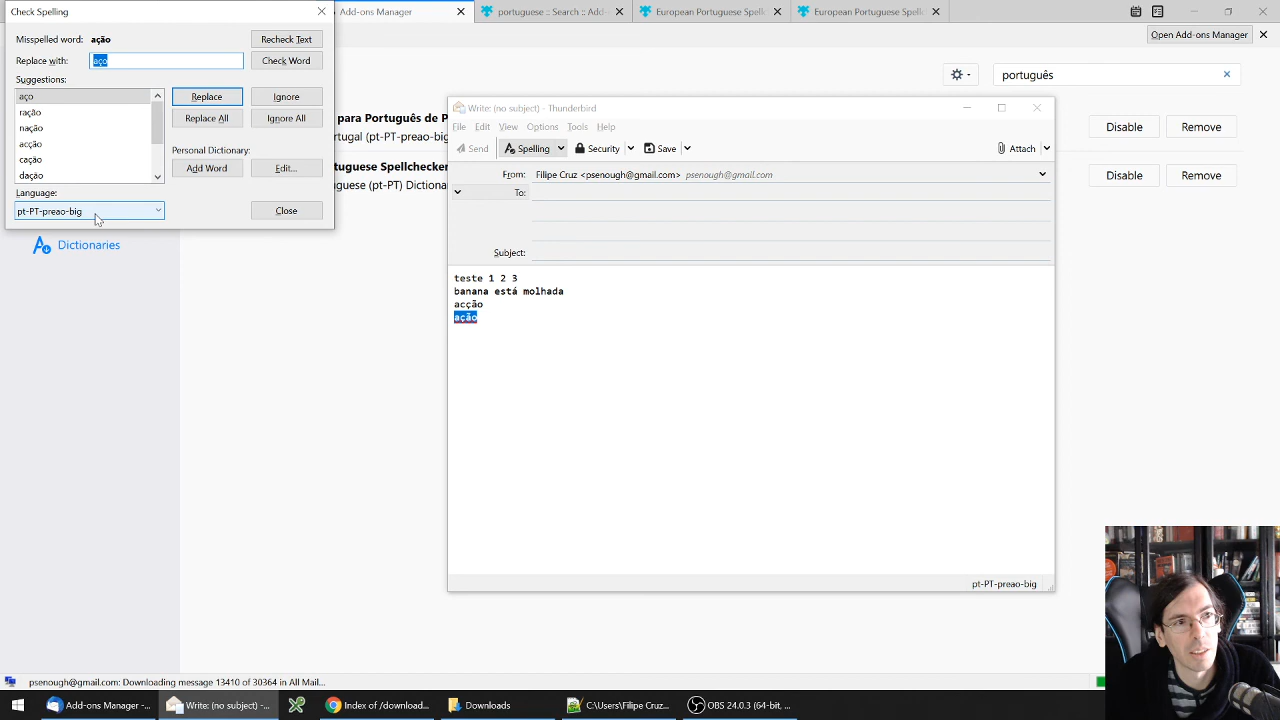 Check Spelling
Add-ons Manager
portuguese :: Search :: Add-
European Portuguese Spell
European Portuguese Spell
Misspelled word: ação
Recheck Text
Open Add-ons Manager
Replace with: aço
Check Word
português
Suggestions:
aço
ração
nação
acção
cação
dação
Replace
Ignore
Replace All
Ignore All
Personal Dictionary:
Add Word
Edit...
Language:
pt-PT-preao-big
Close
Dictionaries
para Português de P
rtugal (pt-PT-preao-big
Disable
Remove
tuguese Spellchecker
uese (pt-PT) Dictiona
Disable
Remove
Write: (no subject) - Thunderbird
File Edit View Options Tools Help
Send Spelling Security Save Attach
From: Filipe Cruz <psenough@gmail.com> psenough@gmail.com
To:
Subject:
teste 1 2 3
banana está molhada
acção
ação
pt-PT-preao-big
psenough@gmail.com: Downloading message 13410 of 30364 in All Mail...
Add-ons Manager -...
Write: (no subject) -...
Index of /download...
Downloads
C:\Users\Filipe Cruz...
OBS 24.0.3 (64-bit, ...